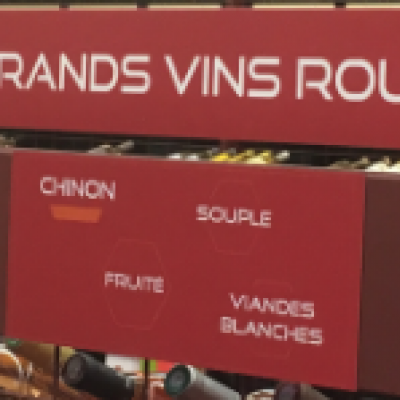 RANDS VINS ROU
CHINON
SOUPLE
FRUITÉ
VIANDES
BLANCHES